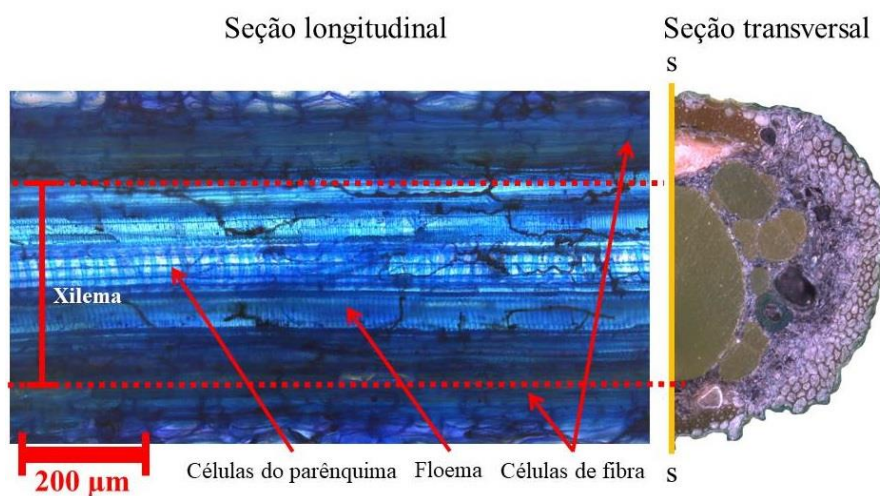 Seção longitudinal
Seção transversal
s
Xilema
200 µm
Células do parênquima
Floema
Células de fibra
s